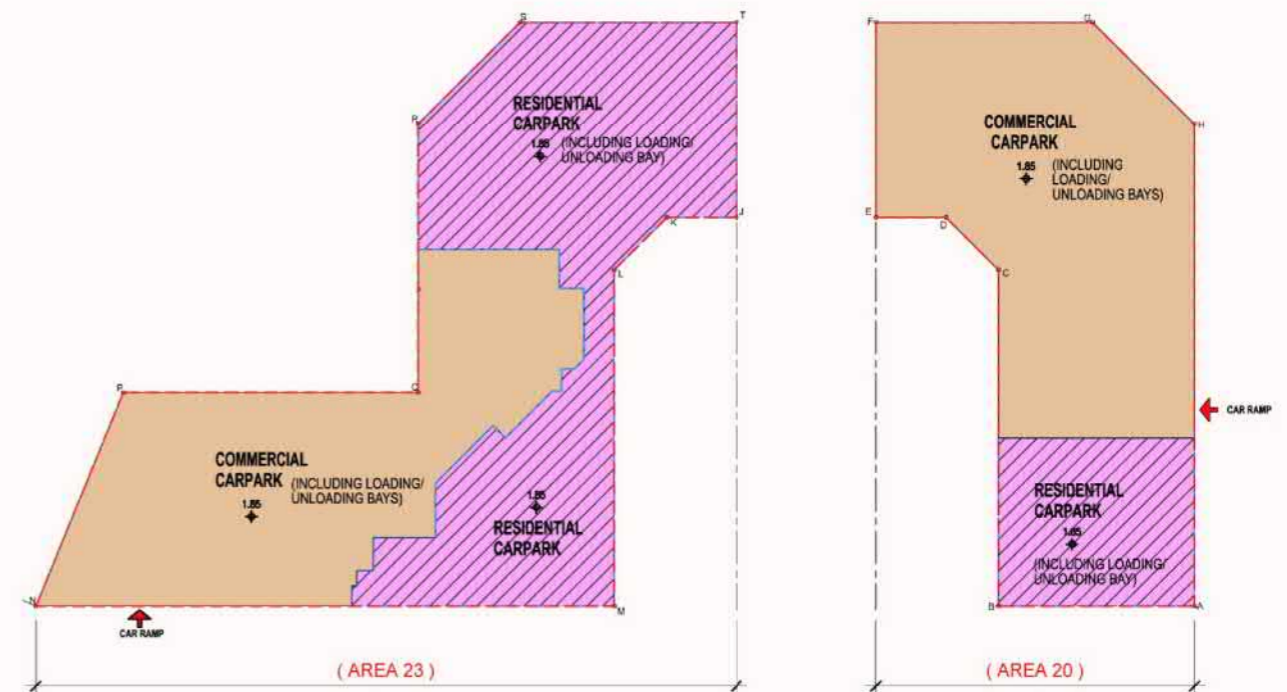 S
T
R
RESIDENTIAL
CARPARK
1.85
(INCLUDING LOADING/
UNLOADING BAY)
K
J
L
P
Q
COMMERCIAL
CARPARK
(INCLUDING LOADING/
UNLOADING BAYS)
1.85
1.85
RESIDENTIAL
CARPARK
N
M
CAR RAMP
( AREA 23 )
F
G
H
COMMERCIAL
CARPARK
1.85
(INCLUDING
LOADING/
UNLOADING BAYS)
E
D
C
CAR RAMP
RESIDENTIAL
CARPARK
1.85
(INCLUDING LOADING/
UNLOADING BAY)
B
A
( AREA 20 )